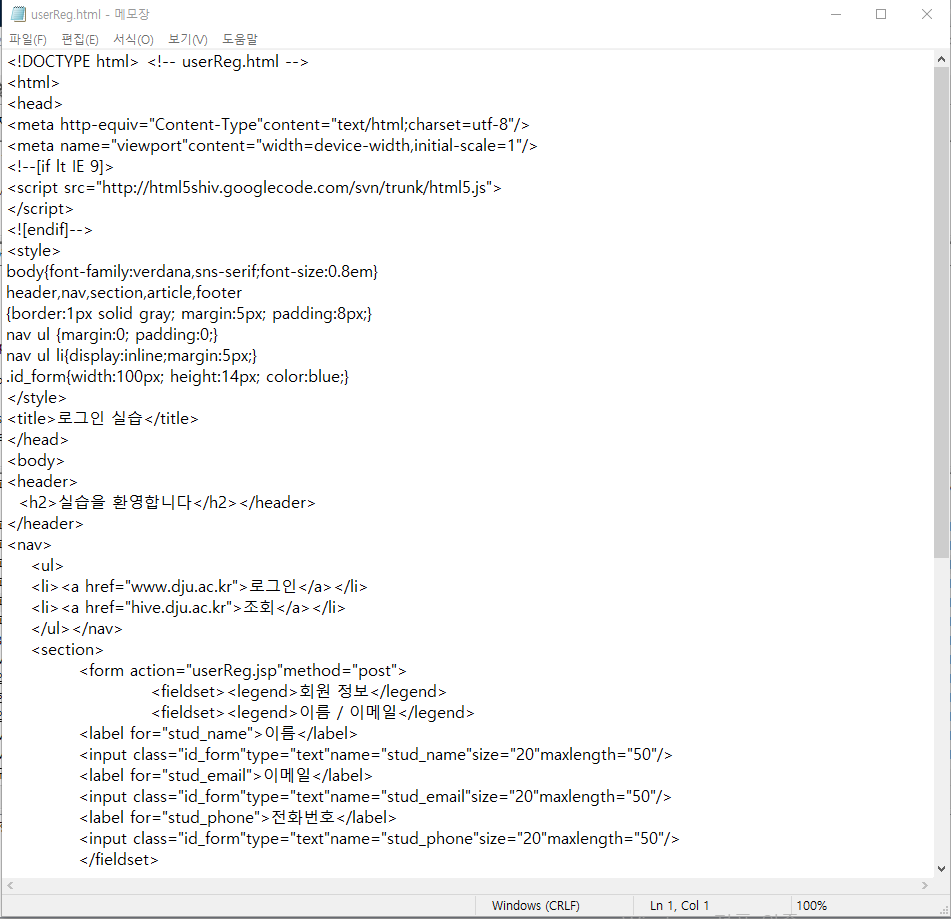 userReg.html - 메모장
파일(F) 편집(E) 서식(O) 보기(V) 도움말
<!DOCTYPE html> <!-- userReg.html -->
<html>
<head>
<meta http-equiv="Content-Type"content="text/html;charset=utf-8"/>
<meta name="viewport"content="width=device-width,initial-scale=1"/>
<!--[if lt IE 9]>
<script src="http://html5shiv.googlecode.com/svn/trunk/html5.js">
</script>
<![endif]-->
<style>
body{font-family:verdana,sns-serif;font-size:0.8em}
header,nav,section,article,footer
{border:1px solid gray; margin:5px; padding:8px;}
nav ul {margin:0; padding:0;}
nav ul li{display:inline;margin:5px;}
.id_form{width:100px; height:14px; color:blue;}
</style>
<title>로그인 실습</title>
</head>
<body>
<header>
<h2>실습을 환영합니다</h2></header>
</header>
<nav>
<ul>
<li><a href="www.dju.ac.kr">로그인</a></li>
<li><a href="hive.dju.ac.kr">조회</a></li>
</ul></nav>
<section>
<form action="userReg.jsp"method="post">
<fieldset><legend>회원 정보</legend>
<fieldset><legend>이름 / 이메일</legend>
<label for="stud_name">이름</label>
<input class="id_form"type="text"name="stud_name"size="20"maxlength="50"/>
<label for="stud_email">이메일</label>
<input class="id_form"type="text"name="stud_email"size="20"maxlength="50"/>
<label for="stud_phone">전화번호</label>
<input class="id_form"type="text"name="stud_phone"size="20"maxlength="50"/>
</fieldset>
Windows (CRLF) Ln 1, Col 1 100%